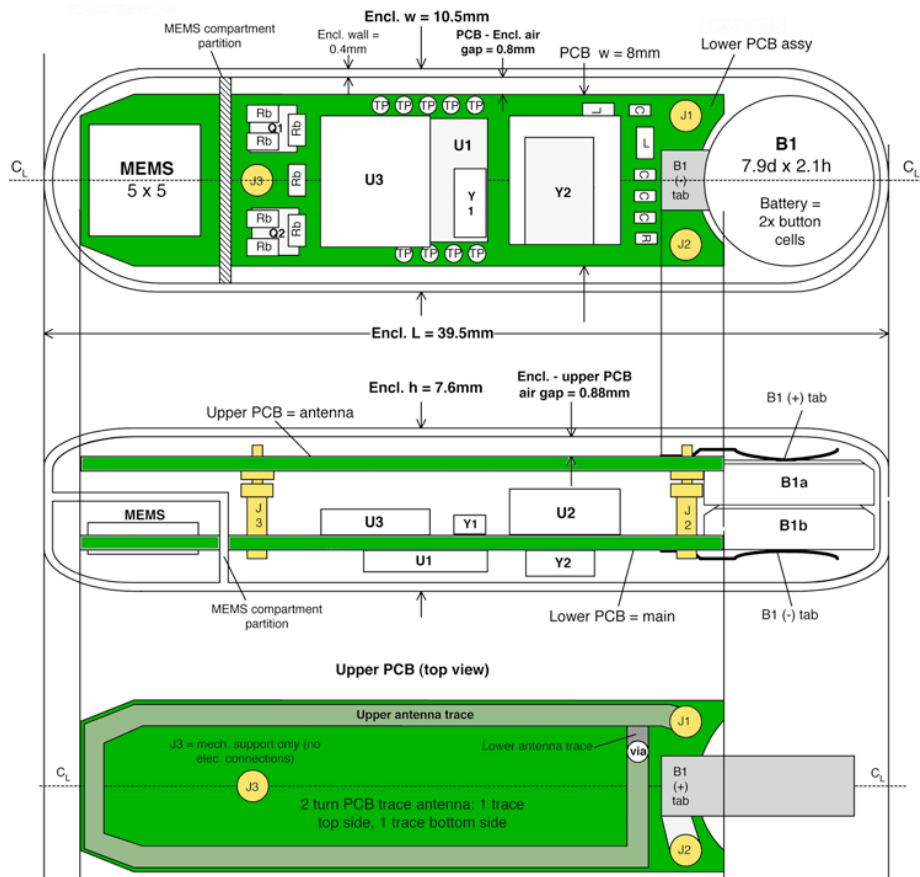 MEMS compartment
partition
Encl. wall =
0.4mm
Encl. w = 10.5mm
PCB - Encl. air
gap = 0.8mm
PCB w = 8mm
Lower PCB assy
TP TP TP TP TP
Rb
Rb
Q1
Rb
L
C
J1
U1
B1
7.9d x 2.1h
Battery =
2x button
cells
MEMS
5 x 5
U3
L
C
B1
(-)
tab
CL
J3
Rb
Y
1
Y2
C
CL
Rb
Q2
Rb
Rb
C
R
J2
TP TP TP TP
Encl. L = 39.5mm
Encl. h = 7.6mm
Encl. - upper PCB
air gap = 0.88mm
Upper PCB = antenna
B1 (+) tab
B1a
MEMS
J
3
U3
Y1
U2
J
2
B1b
U1
Y2
MEMS compartment
partition
Lower PCB = main
B1 (-) tab
Upper PCB (top view)
Upper antenna trace
J1
J3 = mech. support only (no
elec. connections)
Lower antenna trace
via
CL
J3
B1
(+)
tab
CL
2 turn PCB trace antenna: 1 trace
top side, 1 trace bottom side
J2